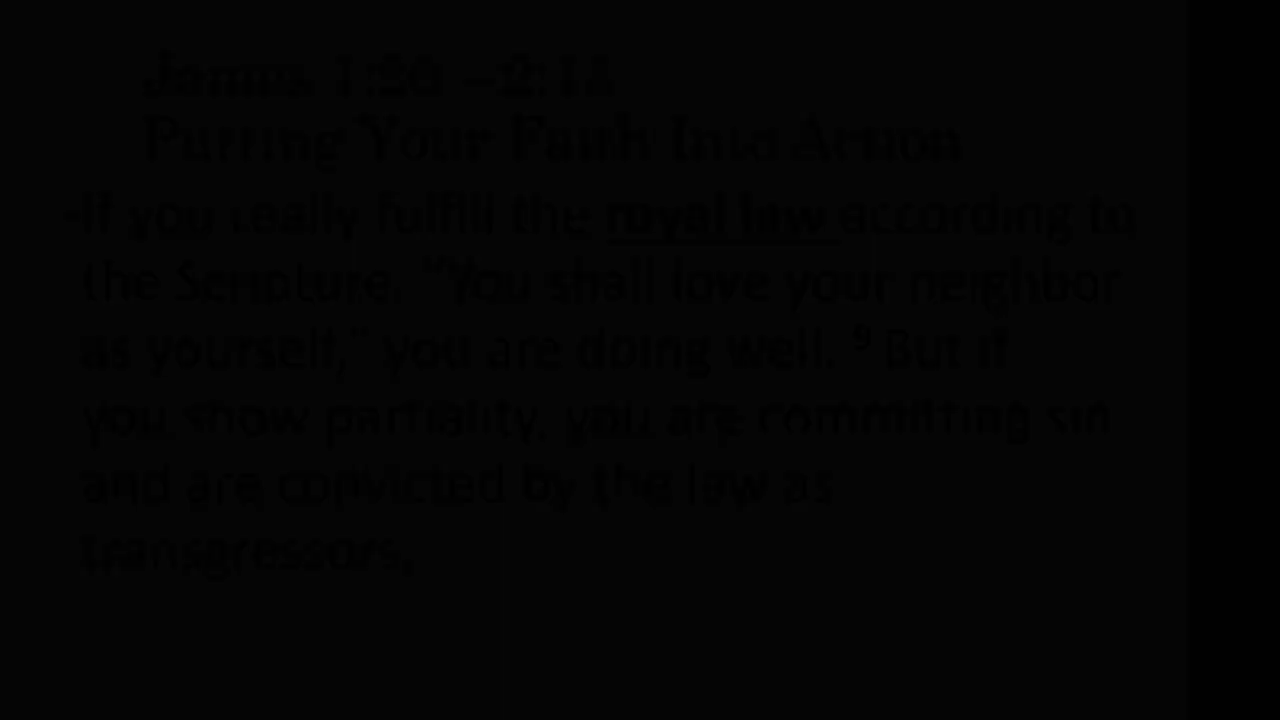 James 1:26 –2:13
Putting Your Faith Into Action
If you really fulfill the royal law according to
the Scripture, "You shall love your neighbor
as yourself," you are doing well. 9 But if
you show partiality, you are committing sin
and are convicted by the law as
transgressors.